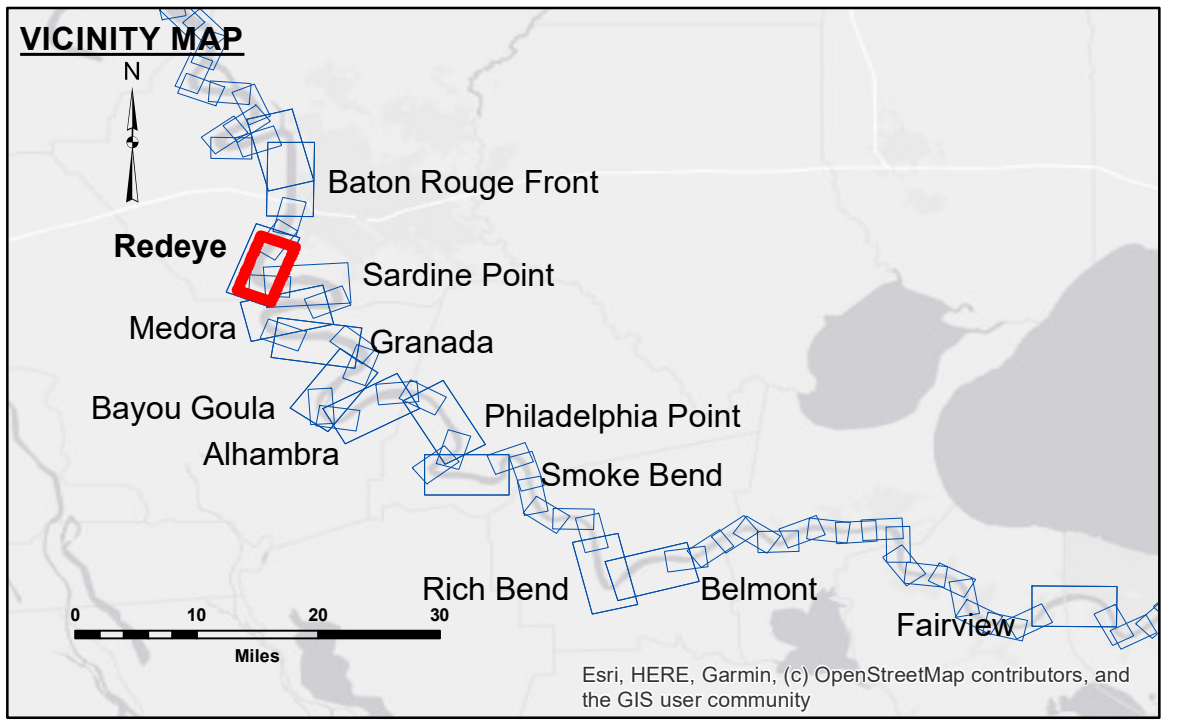 VICINITY MAP
N
Baton Rouge Front
Redeye
Sardine Point
Medora
Granada
Bayou Goula
Philadelphia Point
Alhambra
Smoke Bend
Rich Bend
Belmont
Fairview
0 10 20 30
Miles
Esri, HERE, Garmin, (c) OpenStreetMap contributors, and
the GIS user community